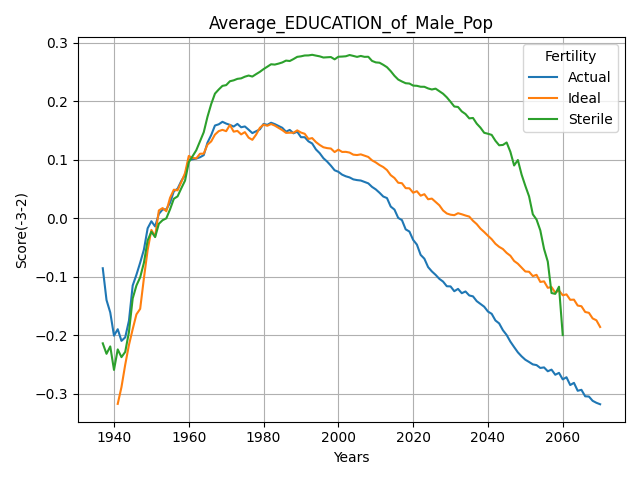 Average_EDUCATION_of_Male_Pop
Fertility
Actual
Ideal
Sterile
Score(-3-2)
0.3
0.2
0.1
0.0
−0.1
−0.2
−0.3
1940 1960 1980 2000 2020 2040 2060
Years